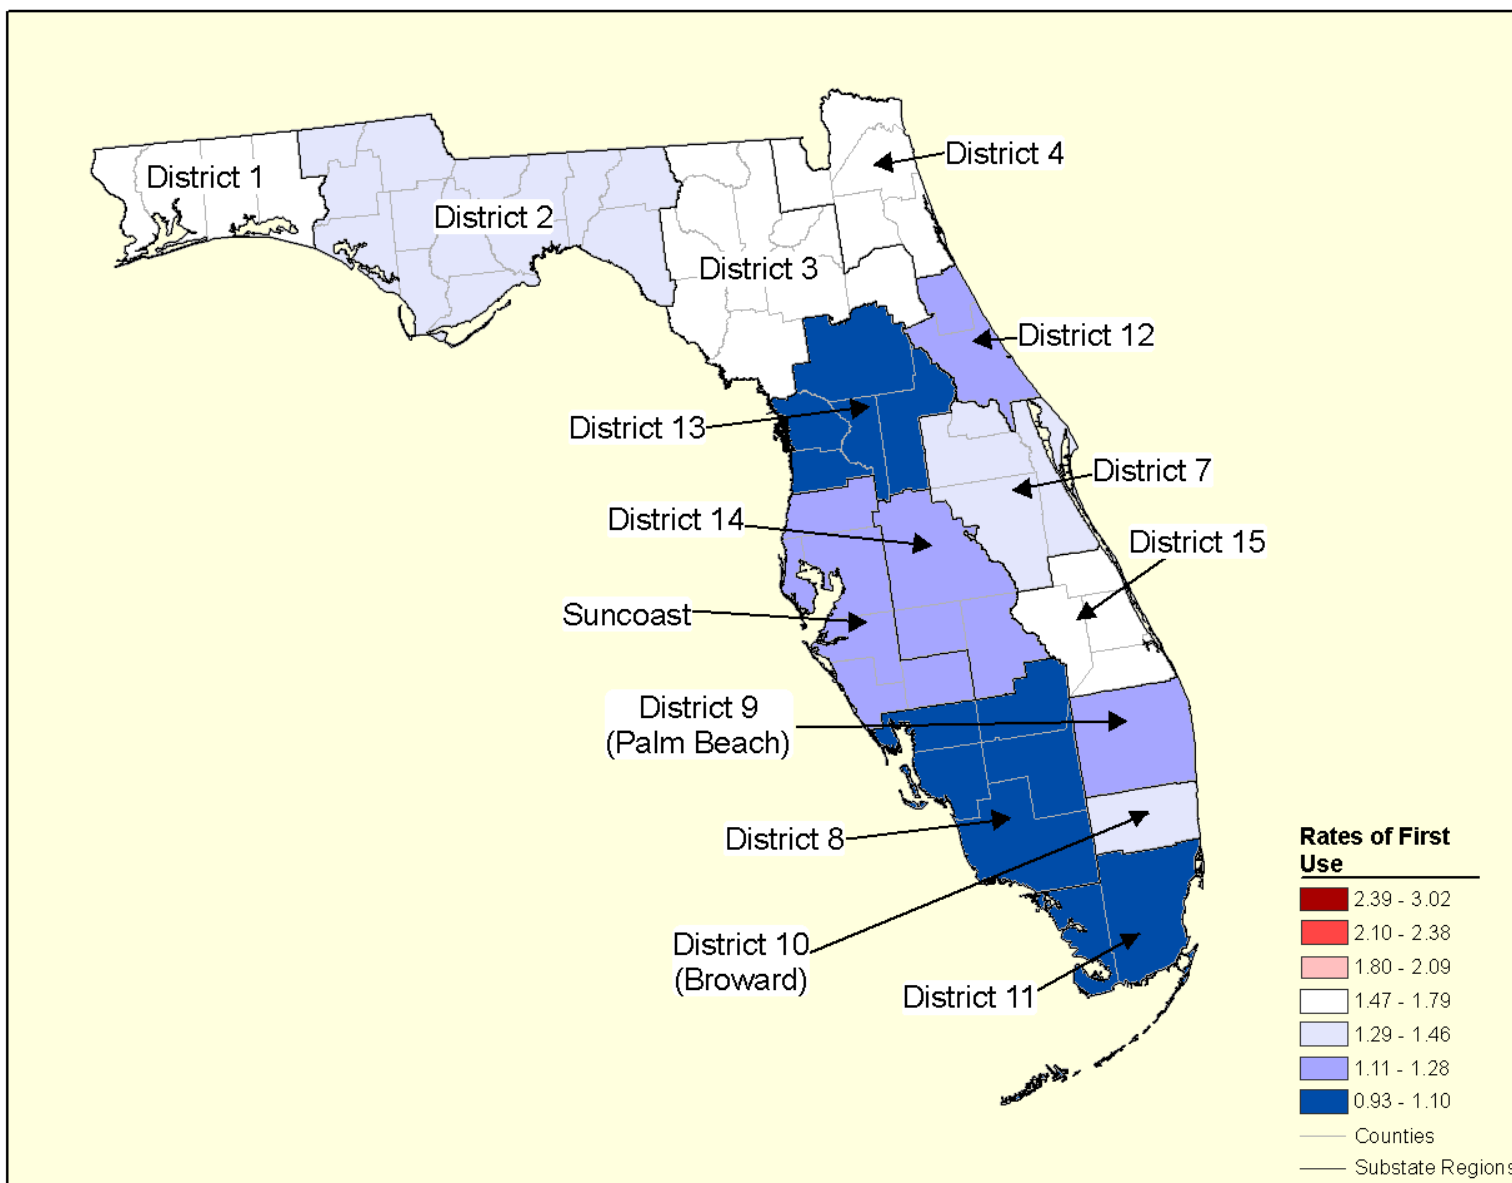 District 4
District 1
District 2
District 3
District 12
District 13
District 7
District 14
District 15
Suncoast
District 9
(Palm Beach)
District 8
District 10
(Broward)
District 11
Rates of First
Use
2.39 - 3.02
2.10 - 2.38
1.80 - 2.09
1.47 - 1.79
1.29 - 1.46
1.11 - 1.28
0.93 - 1.10
Counties
Substate Regions